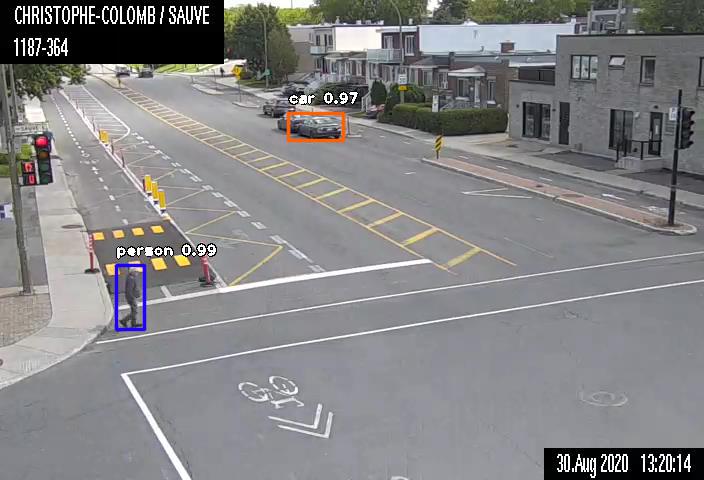 CHRISTOPHE-COLOMB / SAUVE
1187-364
car 0.97
person 0.99
30.Aug 2020 13:20:14